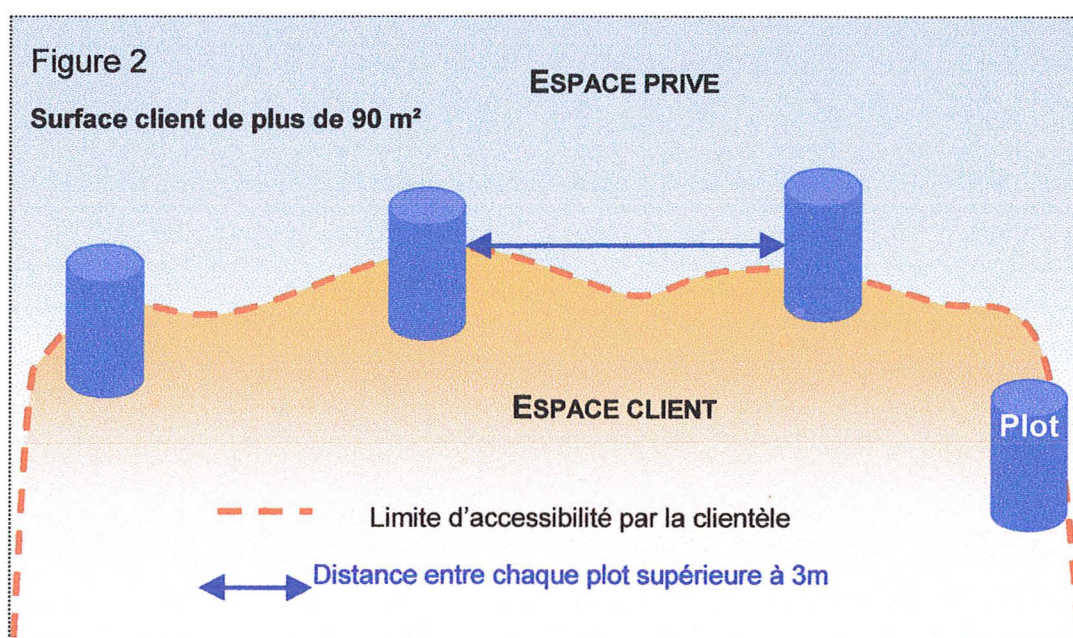 Figure 2
ESPACE PRIVE
Surface client de plus de 90 m²
ESPACE CLIENT
Plot
Limite d'accessibilité par la clientèle
Distance entre chaque plot supérieure à 3m